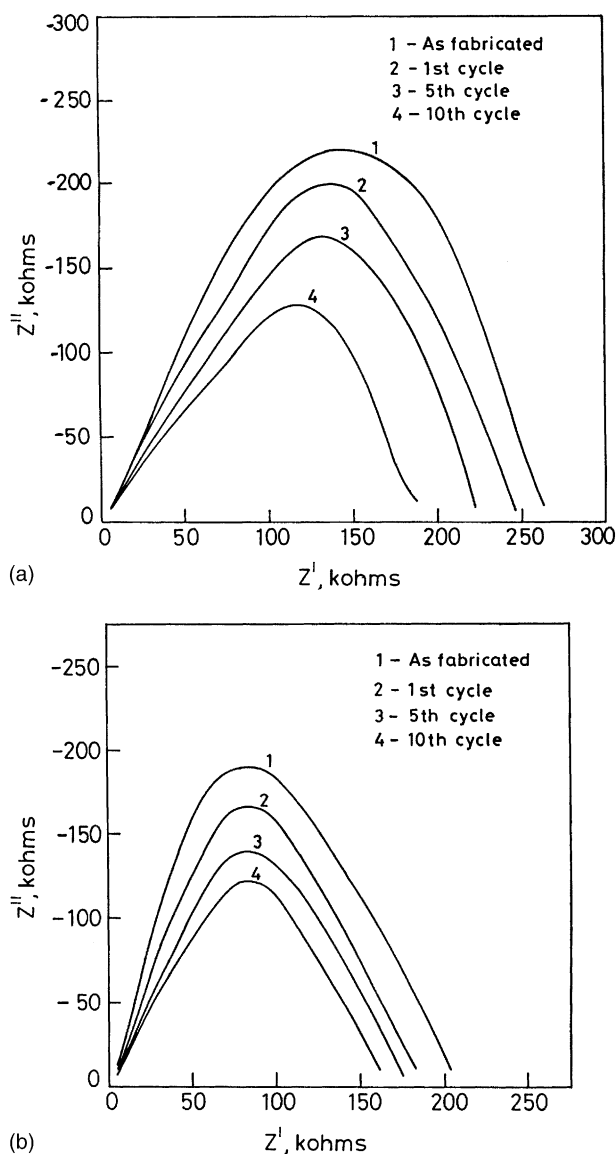 -300
-250
-200
-150
-100
-50
0
Z^II, kohms
1 - As fabricated
2 - 1st cycle
3 - 5th cycle
4 - 10th cycle
1
2
3
4
0 50 100 150 200 250 300
Z^I, kohms
(a)
-250
-200
-150
-100
-50
0
Z^II, kohms
1 - As fabricated
2 - 1st cycle
3 - 5th cycle
4 - 10th cycle
1
2
3
4
0 50 100 150 200 250
Z^I, kohms
(b)